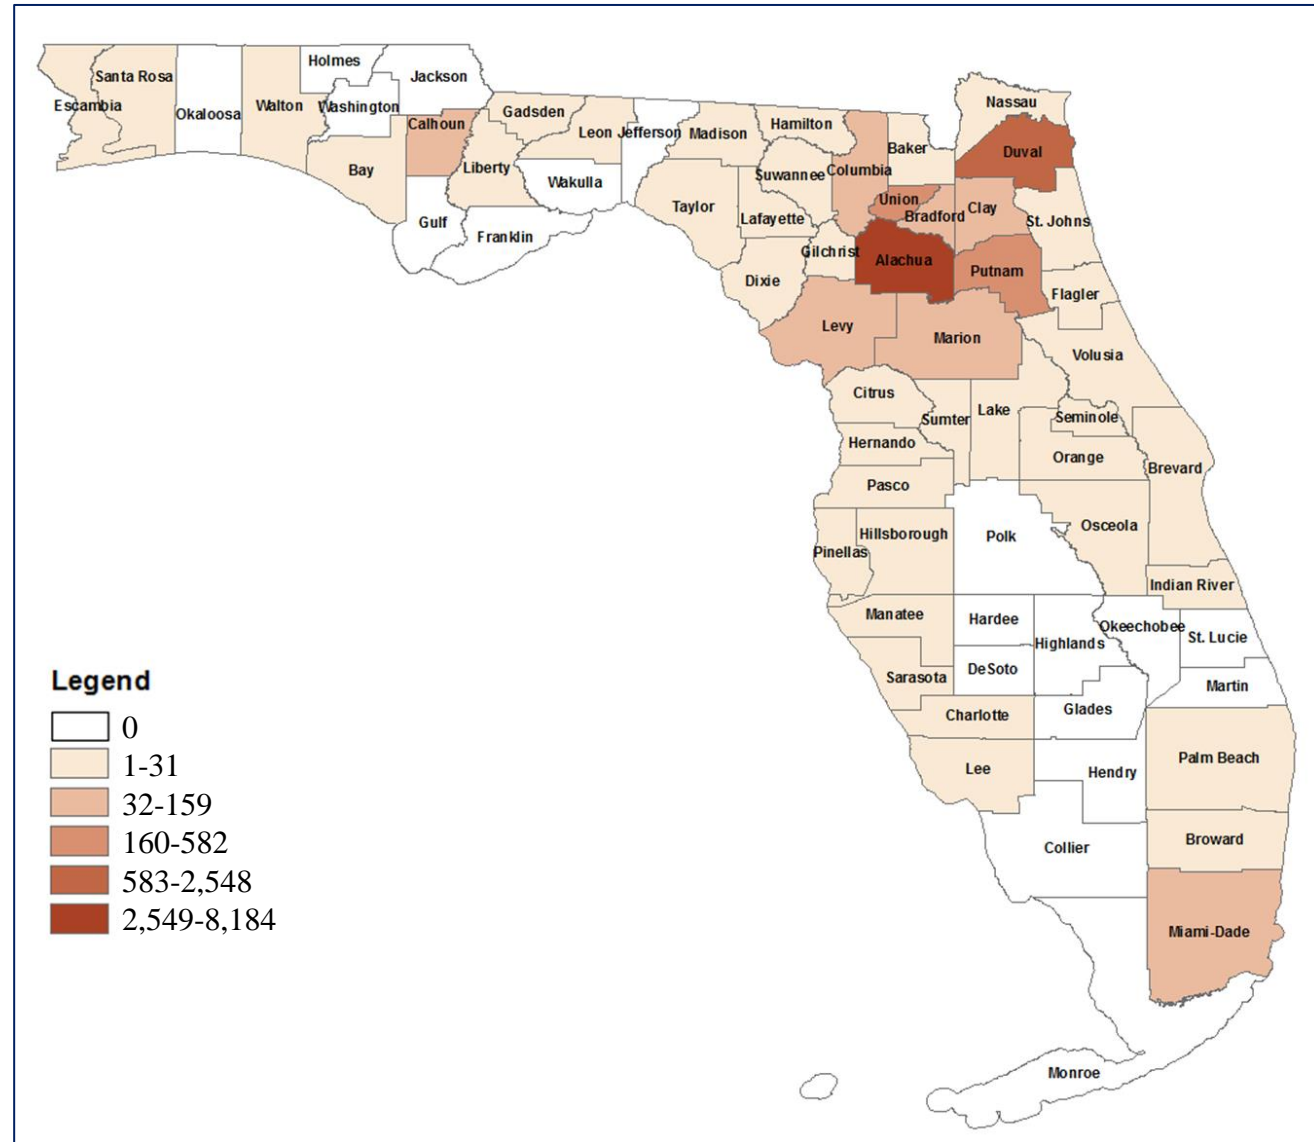 Holmes
Jackson
Santa Rosa
Escambia
Okaloosa
Walton
Washington
Calhoun
Gadsden
Leon
Jefferson
Madison
Hamilton
Nassau
Baker
Duval
Bay
Liberty
Wakulla
Suwannee
Columbia
Union
Bradford
Clay
Gulf
Franklin
Taylor
Lafayette
St. Johns
Gilchrist
Alachua
Putnam
Dixie
Flagler
Levy
Marion
Volusia
Citrus
Sumter
Lake
Seminole
Hernando
Orange
Brevard
Pasco
Osceola
Hillsborough
Polk
Pinellas
Indian River
Manatee
Hardee
Okeechobee
Highlands
St. Lucie
DeSoto
Sarasota
Martin
Charlotte
Glades
Lee
Hendry
Palm Beach
Collier
Broward
Miami-Dade
Monroe
Legend
0
1-31
32-159
160-582
583-2,548
2,549-8,184